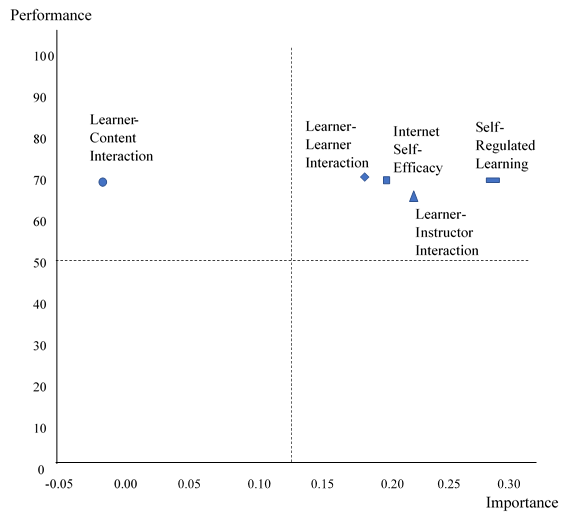 Performance
100
90
80
70
60
50
40
30
20
10
0
Learner-
Content
Interaction
Learner-
Learner
Interaction
Internet
Self-
Efficacy
Self-
Regulated
Learning
Learner-
Instructor
Interaction
-0.05 0.00 0.05 0.10 0.15 0.20 0.25 0.30
Importance